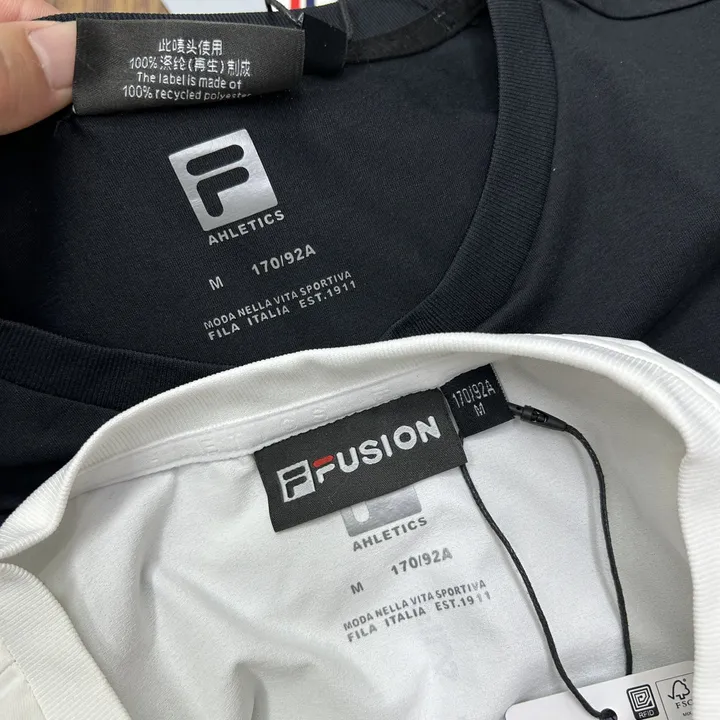 此唛头使用
100%涤纶(再生)制成
The label is made of
100% recycled polyester
F
AHLETICS
M 170/92A
MODA NELLA VITA SPORTIVA
FILA ITALIA EST.1911
170/92A
M
F FUSION
AHLETICS
M 170/92A
MODA NELLA VITA SPORTIVA
FILA ITALIA EST.1911
RFID
FSC